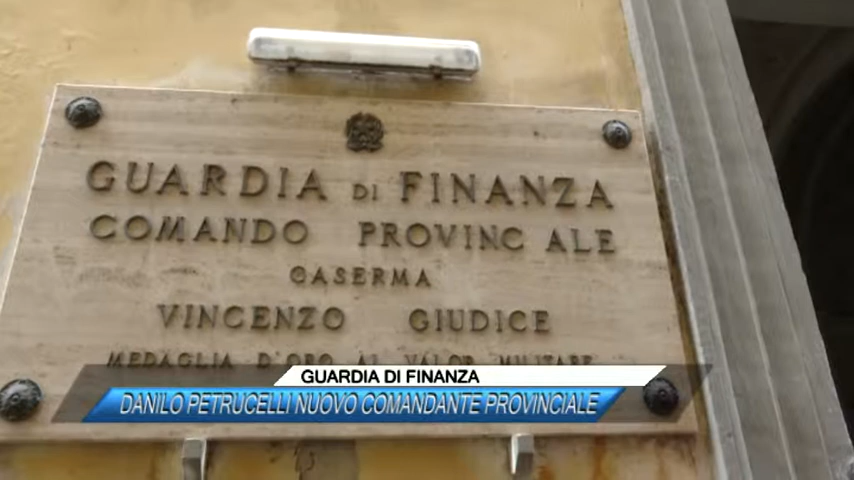 GUARDIA DI FINANZA
COMANDO PROVINCIALE
CASERMA
VINCENZO GIUDICE
MEDAGLIA D'ORO AL VALOR MILITARE
GUARDIA DI FINANZA
DANILO PETRUCELLI NUOVO COMANDANTE PROVINCIALE